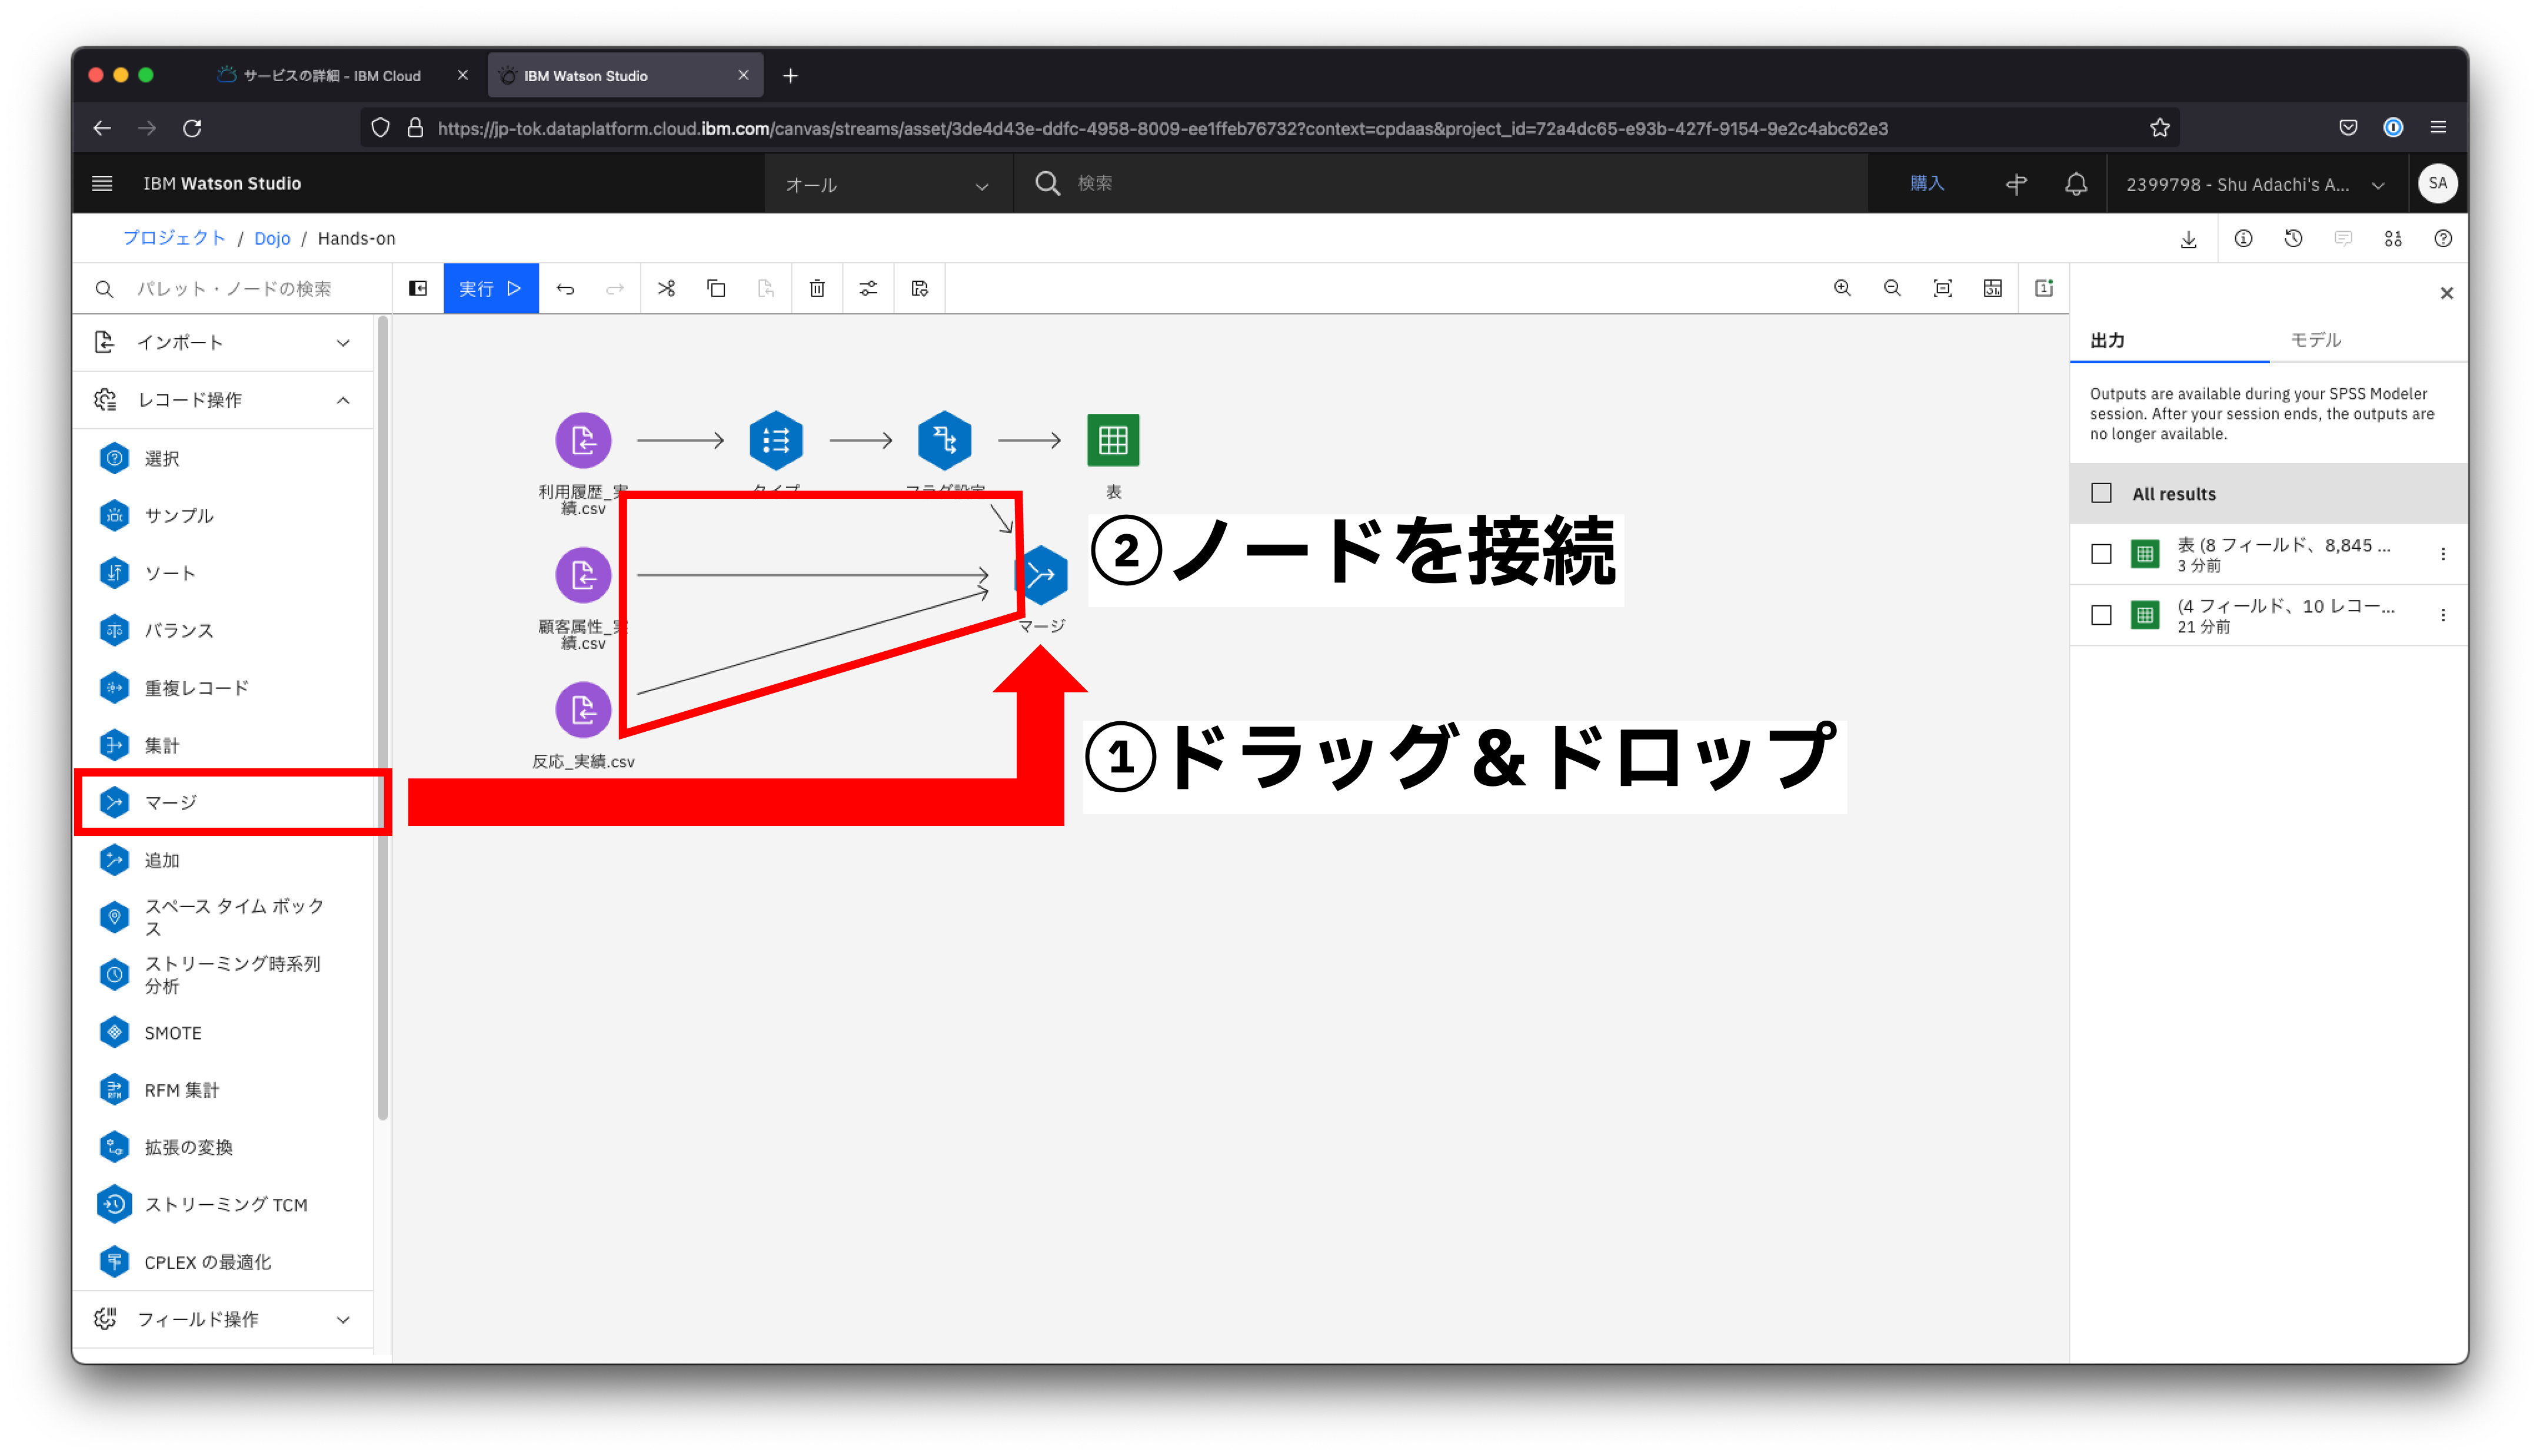 サービスの詳細 - IBM Cloud
IBM Watson Studio
https://jp-tok.dataplatform.cloud.ibm.com/canvas/streams/asset/3de4d43e-ddfc-4958-8009-ee1ffeb76732?context=cpdaas&project_id=72a4dc65-e93b-427f-9154-9e2c4abc62e3
IBM Watson Studio
オール
検索
購入
2399798 - Shu Adachi's A...
SA
プロジェクト / Dojo / Hands-on
パレット・ノードの検索
実行
インポート
レコード操作
選択
サンプル
ソート
バランス
重複レコード
集計
マージ
追加
スペース タイム ボック
ス
ストリーミング時系列
分析
SMOTE
RFM 集計
拡張の変換
ストリーミング TCM
CPLEX の最適化
フィールド操作
利用履歴_実
績.csv
タイプ
フラグ設定
表
顧客属性_実
績.csv
マージ
反応_実績.csv
②ノードを接続
①ドラッグ＆ドロップ
出力
モデル
Outputs are available during your SPSS Modeler
session. After your session ends, the outputs are
no longer available.
All results
表 (8 フィールド、8,845 ...
3 分前
(4 フィールド、10 レコー...
21 分前